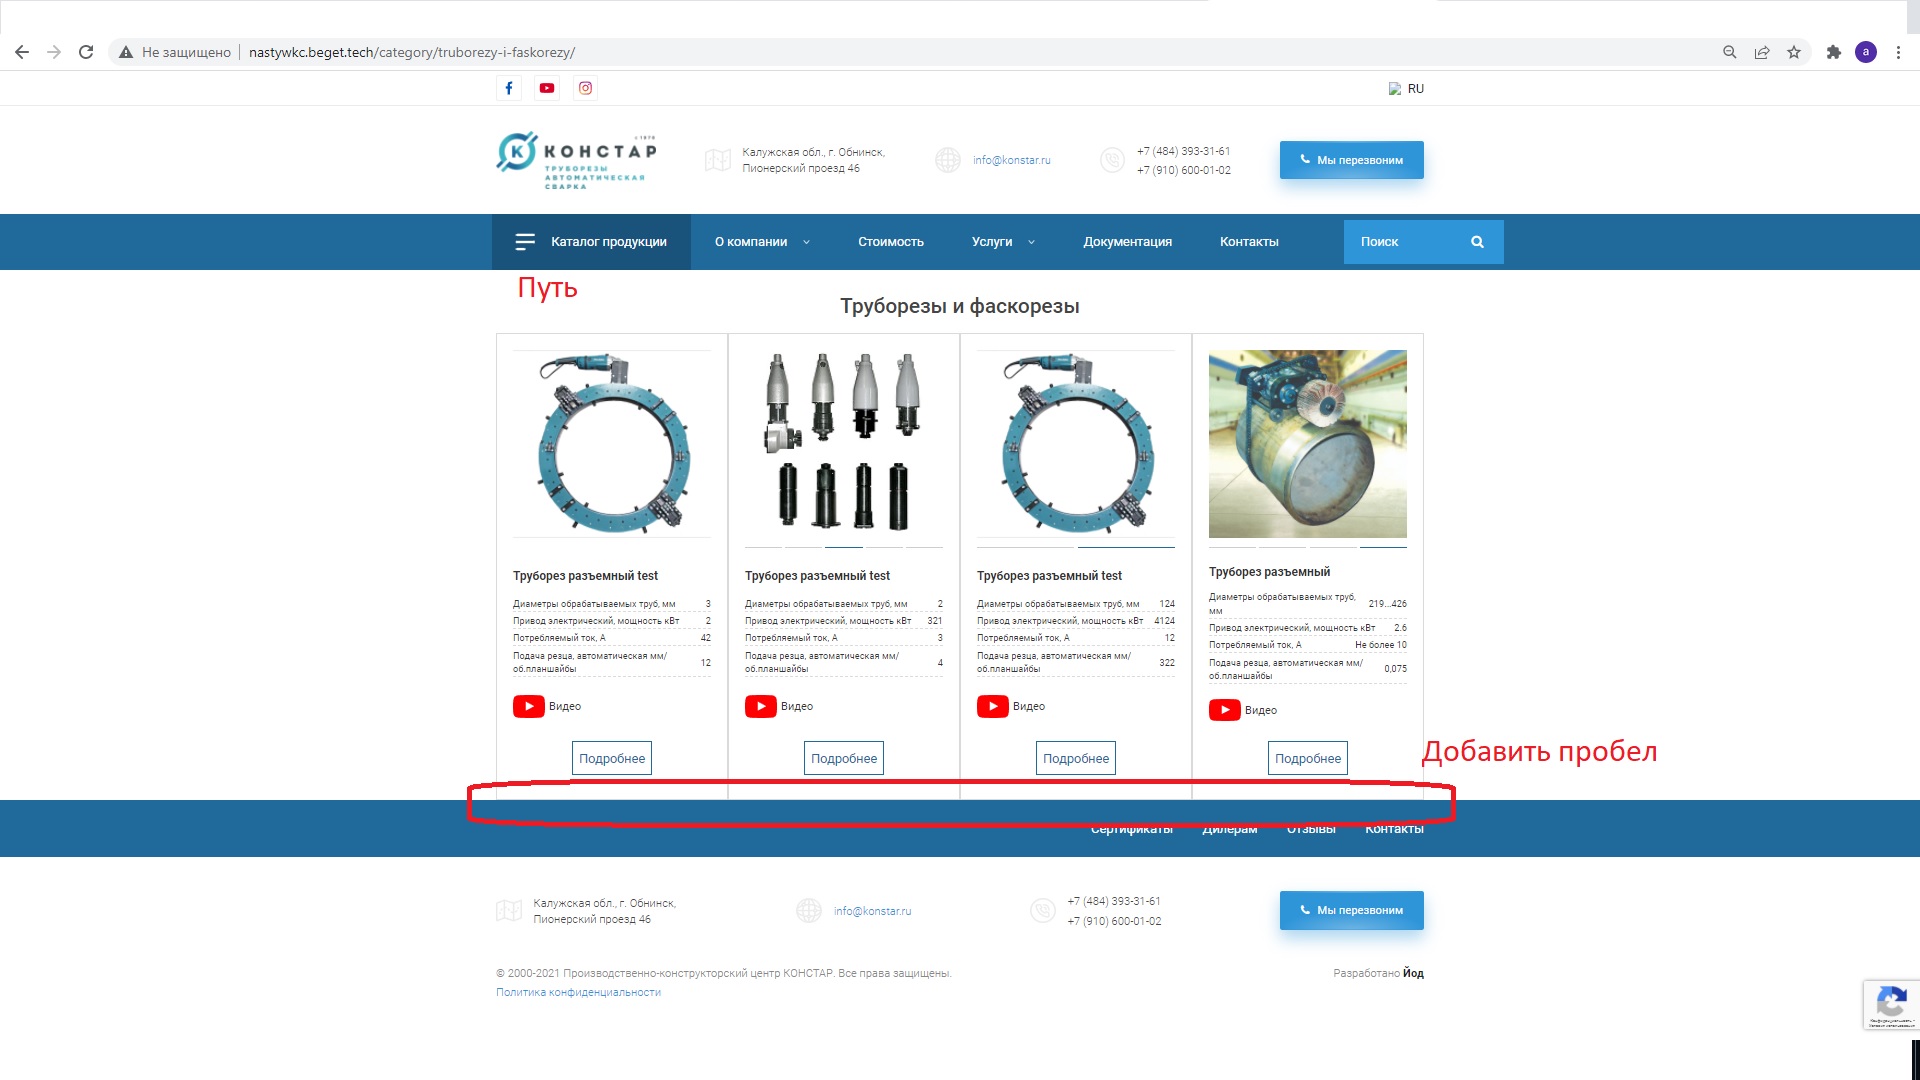 Не защищено
nastywkc.beget.tech/category/truborezy-i-faskorezy/
a
RU
с 1978
К КОНСТАР
ТРУБОРЕЗЫ
АВТОМАТИЧЕСКАЯ
СВАРКА
Калужская обл., г. Обнинск,
Пионерский проезд 46
info@konstar.ru
+7 (484) 393-31-61
+7 (910) 600-01-02
Мы перезвоним
Каталог продукции
О компании
Стоимость
Услуги
Документация
Контакты
Поиск
Путь
Труборезы и фаскорезы
Труборез разъемный test
Диаметры обрабатываемых труб, мм 3
Привод электрический, мощность кВт 2
Потребляемый ток, А 42
Подача резца, автоматическая мм/
об.планшайбы 12
Видео
Подробнее
Труборез разъемный test
Диаметры обрабатываемых труб, мм 2
Привод электрический, мощность кВт 321
Потребляемый ток, А 3
Подача резца, автоматическая мм/
об.планшайбы 4
Видео
Подробнее
Труборез разъемный test
Диаметры обрабатываемых труб, мм 124
Привод электрический, мощность кВт 4124
Потребляемый ток, А 12
Подача резца, автоматическая мм/
об.планшайбы 322
Видео
Подробнее
Труборез разъемный
Диаметры обрабатываемых труб,
мм 219...426
Привод электрический, мощность кВт 2.6
Потребляемый ток, А Не более 10
Подача резца, автоматическая мм/
об.планшайбы 0,075
Видео
Подробнее
Добавить пробел
Сертификаты
Дилерам
Отзывы
Контакты
Калужская обл., г. Обнинск,
Пионерский проезд 46
info@konstar.ru
+7 (484) 393-31-61
+7 (910) 600-01-02
Мы перезвоним
© 2000-2021 Производственно-конструкторский центр КОНСТАР. Все права защищены.
Политика конфиденциальности
Разработано Йод